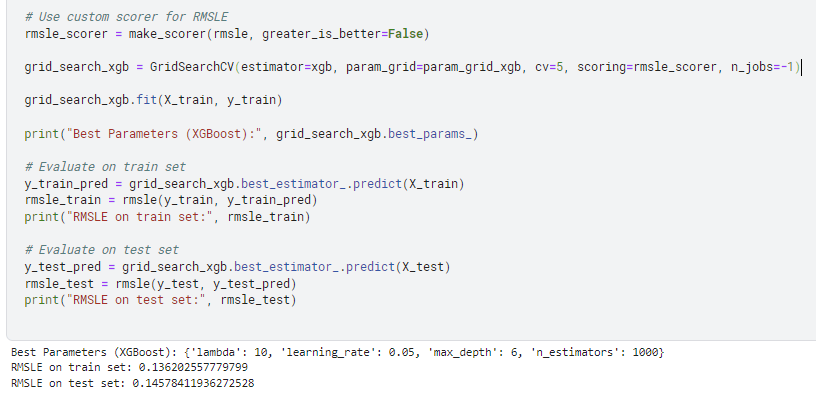 # Use custom scorer for RMSLE
rmsle_scorer = make_scorer(rmsle, greater_is_better=False)
grid_search_xgb = GridSearchCV(estimator=xgb, param_grid=param_grid_xgb, cv=5, scoring=rmsle_scorer, n_jobs=-1)
grid_search_xgb.fit(X_train, y_train)
print("Best Parameters (XGBoost):", grid_search_xgb.best_params_)
# Evaluate on train set
y_train_pred = grid_search_xgb.best_estimator_.predict(X_train)
rmsle_train = rmsle(y_train, y_train_pred)
print("RMSLE on train set:", rmsle_train)
# Evaluate on test set
y_test_pred = grid_search_xgb.best_estimator_.predict(X_test)
rmsle_test = rmsle(y_test, y_test_pred)
print("RMSLE on test set:", rmsle_test)
Best Parameters (XGBoost): {'lambda': 10, 'learning_rate': 0.05, 'max_depth': 6, 'n_estimators': 1000}
RMSLE on train set: 0.136202557779799
RMSLE on test set: 0.14578411936272528